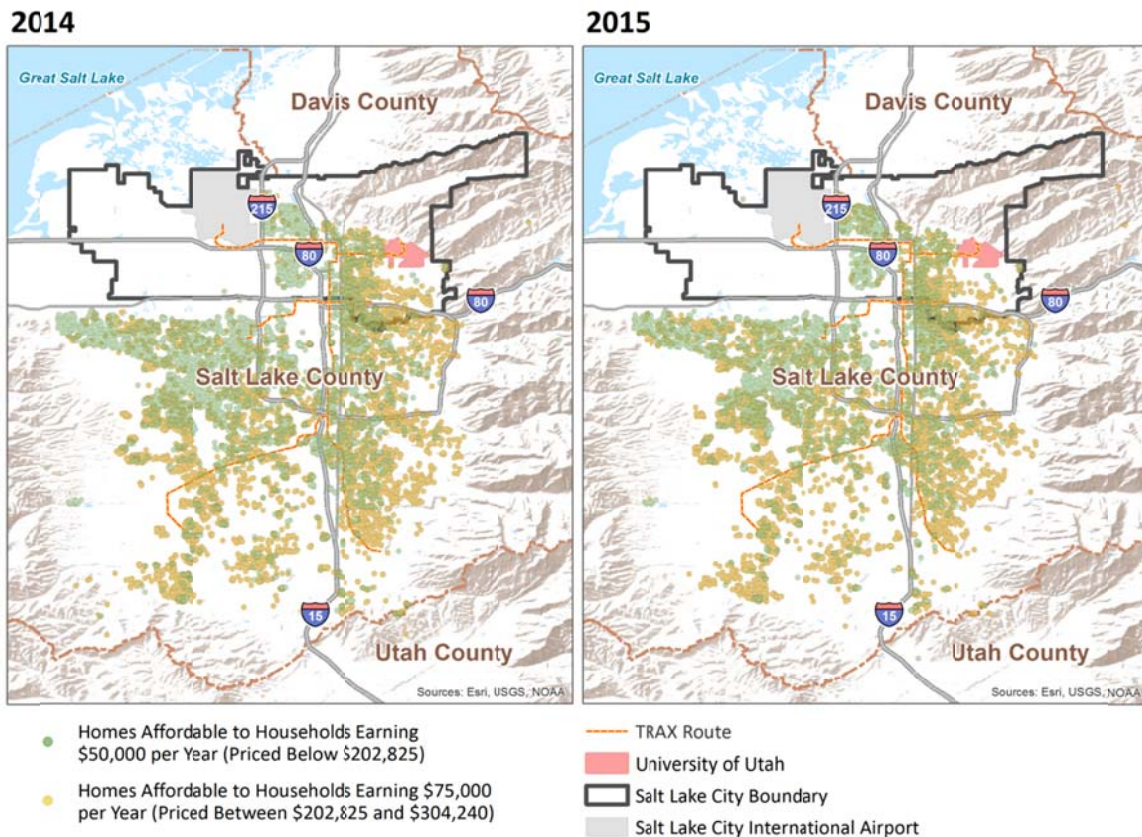 2014
2015
Great Salt Lake
Davis County
215
80
80
Salt Lake County
15
Utah County
Sources: Esri, USGS, NOAA
Great Salt Lake
Davis County
215
80
80
Salt Lake County
15
Utah County
Sources: Esri, USGS, NOAA
Homes Affordable to Households Earning
$50,000 per Year (Priced Below $202,825)
Homes Affordable to Households Earning $75,000
per Year (Priced Between $202,825 and $304,240)
TRAX Route
University of Utah
Salt Lake City Boundary
Salt Lake City International Airport